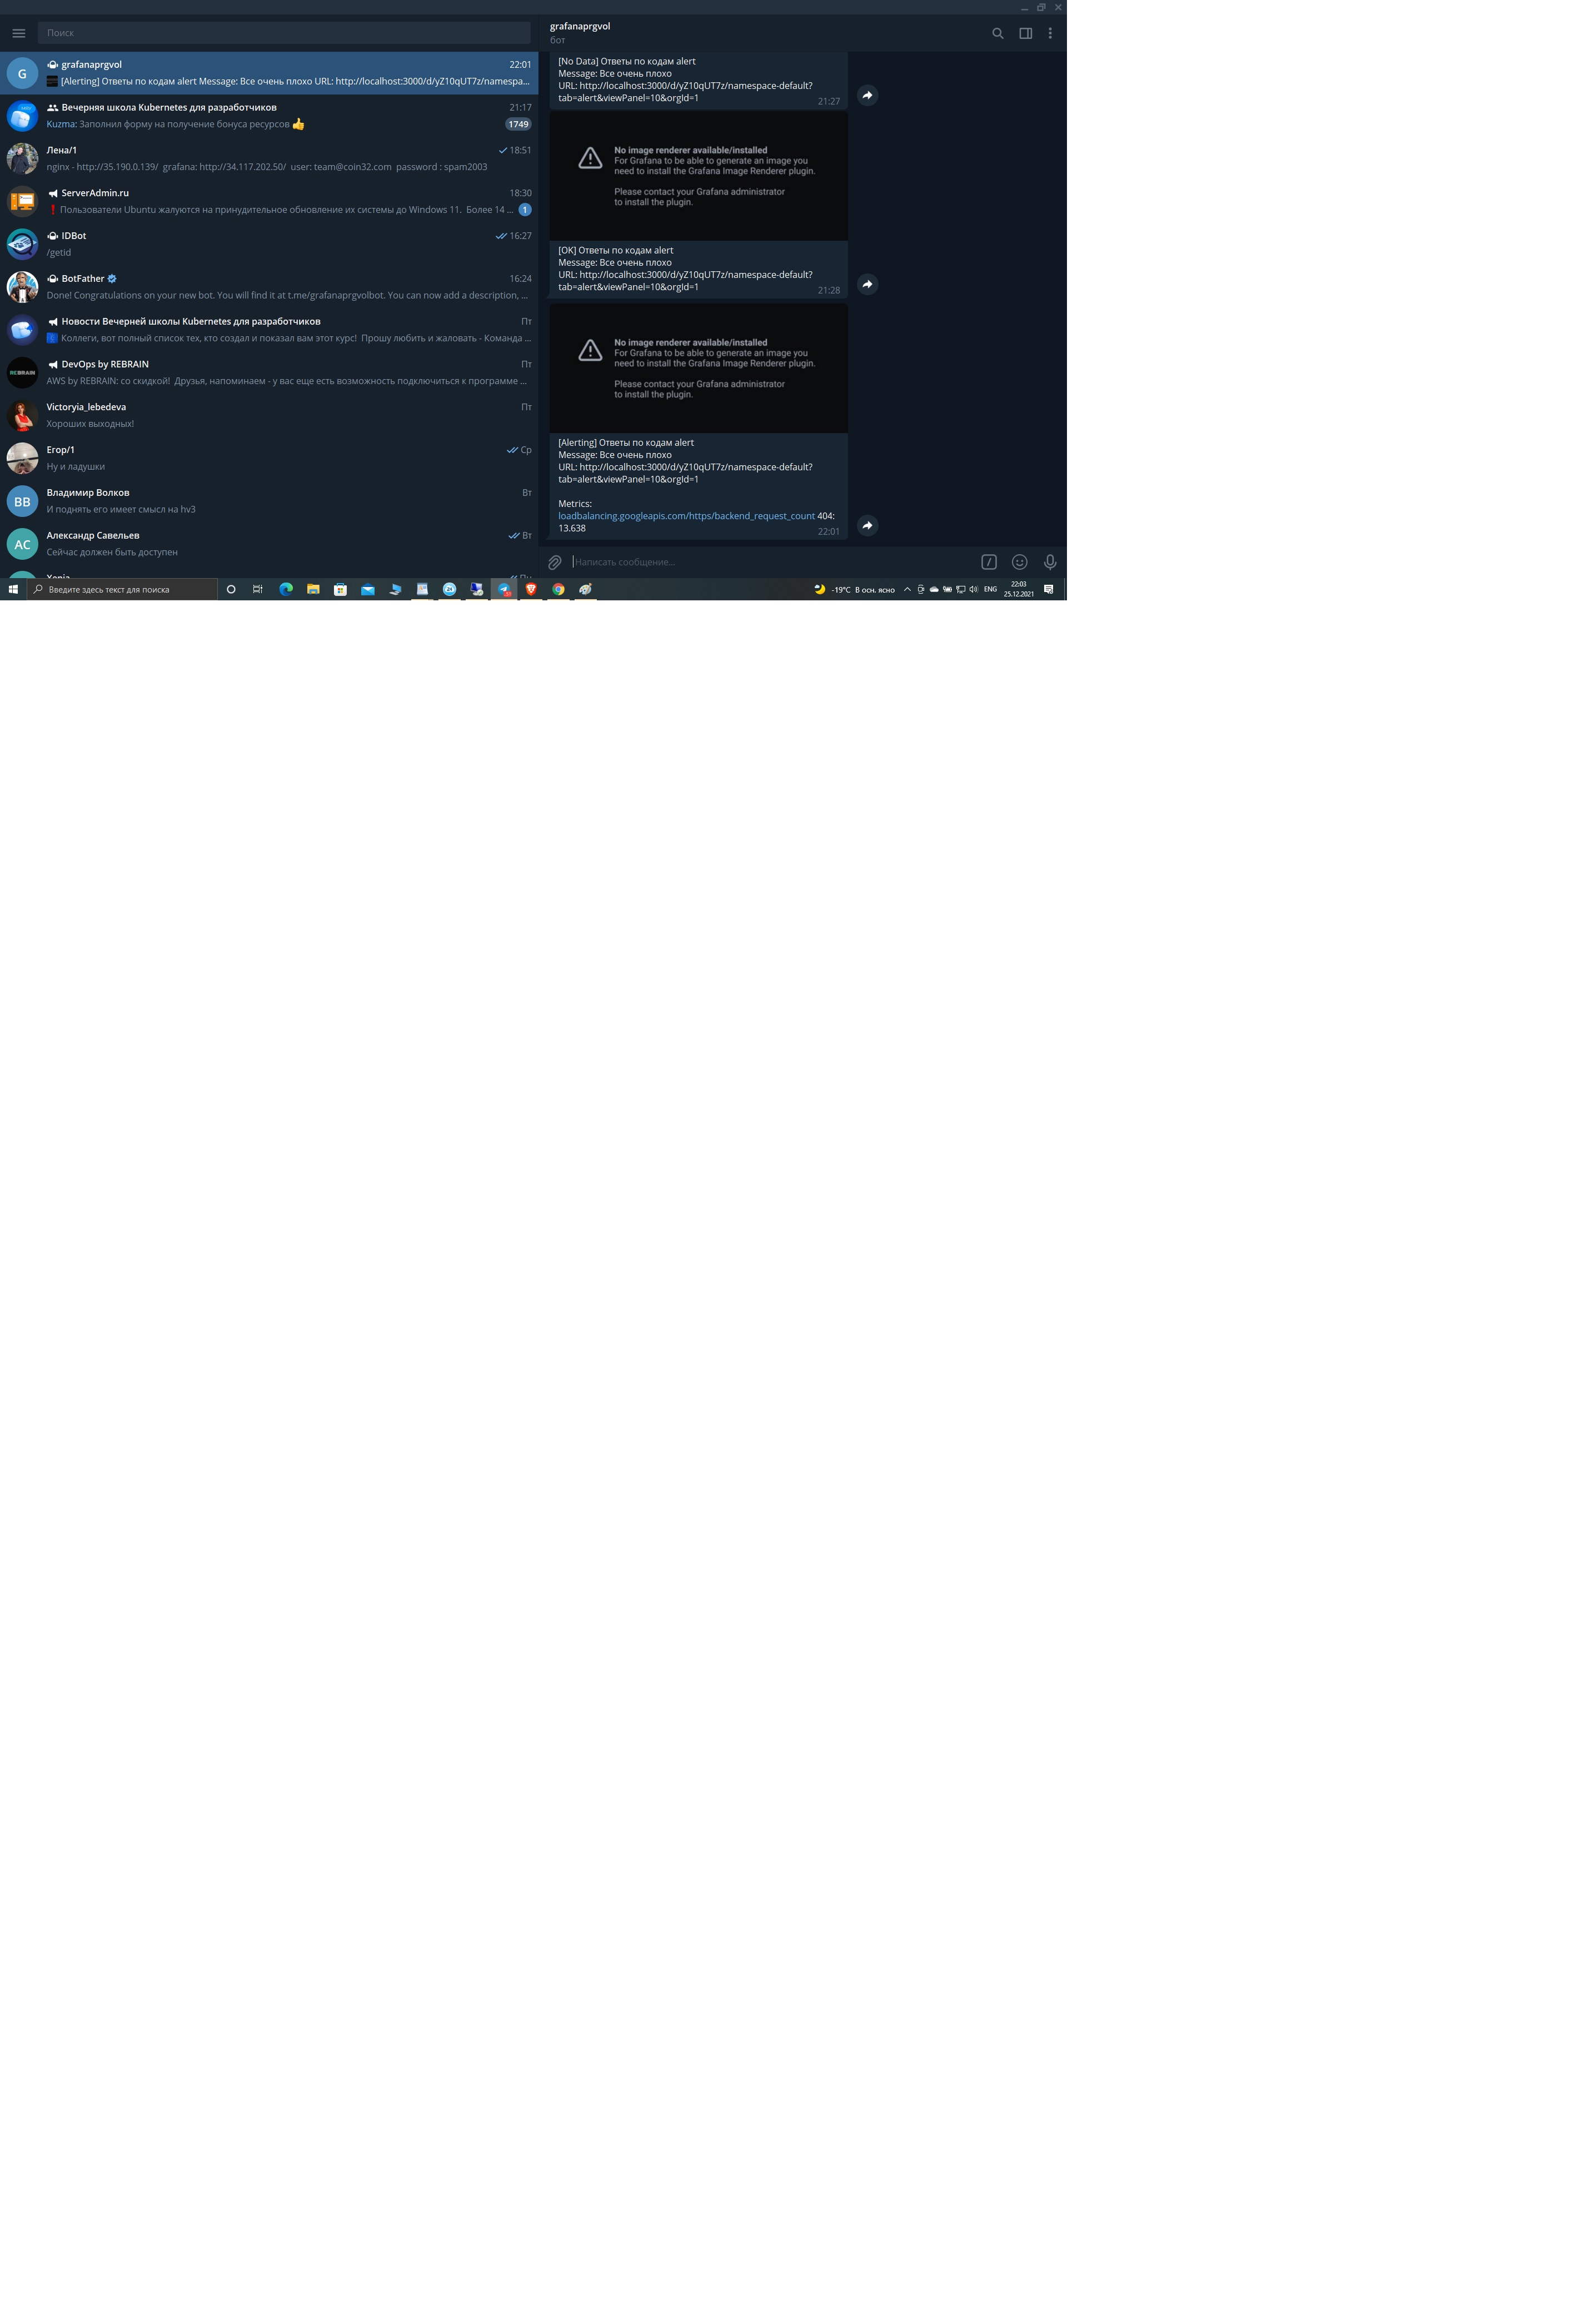 Поиск
grafanaprgvol
22:01
[Alerting] Ответы по кодам alert Message: Все очень плохо URL: http://localhost:3000/d/yZ10qUT7z/namespa...
G
Вечерняя школа Kubernetes для разработчиков
21:17
Kuzma: Заполнил форму на получение бонуса ресурсов 👍
1749
Лена/1
18:51
nginx - http://35.190.0.139/ grafana: http://34.117.202.50/ user: team@coin32.com password : spam2003
ServerAdmin.ru
18:30
❗ Пользователи Ubuntu жалуются на принудительное обновление их системы до Windows 11. Более 14 ...
1
IDBot
16:27
/getid
BotFather
16:24
Done! Congratulations on your new bot. You will find it at t.me/grafanaprgvolbot. You can now add a description, ...
Новости Вечерней школы Kubernetes для разработчиков
Пт
Коллеги, вот полный список тех, кто создал и показал вам этот курс! Прошу любить и жаловать - Команда ...
REBRAIN
DevOps by REBRAIN
Пт
AWS by REBRAIN: со скидкой! Друзья, напоминаем - у вас еще есть возможность подключиться к программе ...
Victoryia_lebedeva
Пт
Хороших выходных!
Егор/1
Ср
Ну и ладушки
ВВ
Владимир Волков
Вт
И поднять его имеет смысл на hv3
АС
Александр Савельев
Вт
Сейчас должен быть доступен
Xenia
Пн
grafanaprgvol
бот
[No Data] Ответы по кодам alert
Message: Все очень плохо
URL: http://localhost:3000/d/yZ10qUT7z/namespace-default?
tab=alert&viewPanel=10&orgId=1
21:27
No image renderer available/installed
For Grafana to be able to generate an image you
need to install the Grafana Image Renderer plugin.
Please contact your Grafana administrator
to install the plugin.
[OK] Ответы по кодам alert
Message: Все очень плохо
URL: http://localhost:3000/d/yZ10qUT7z/namespace-default?
tab=alert&viewPanel=10&orgId=1
21:28
No image renderer available/installed
For Grafana to be able to generate an image you
need to install the Grafana Image Renderer plugin.
Please contact your Grafana administrator
to install the plugin.
[Alerting] Ответы по кодам alert
Message: Все очень плохо
URL: http://localhost:3000/d/yZ10qUT7z/namespace-default?
tab=alert&viewPanel=10&orgId=1
Metrics:
loadbalancing.googleapis.com/https/backend_request_count 404:
13.638
22:01
Написать сообщение...
Введите здесь текст для поиска
-19°C В осн. ясно
ENG
22:03
25.12.2021